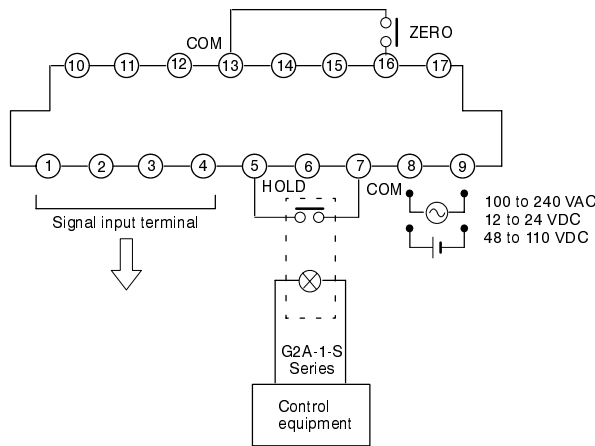 ZERO
COM
10 11 12 13 14 15 16 17
1 2 3 4 5 6 7 8 9
HOLD
COM
Signal input terminal
100 to 240 VAC
12 to 24 VDC
48 to 110 VDC
G2A-1-S
Series
Control
equipment